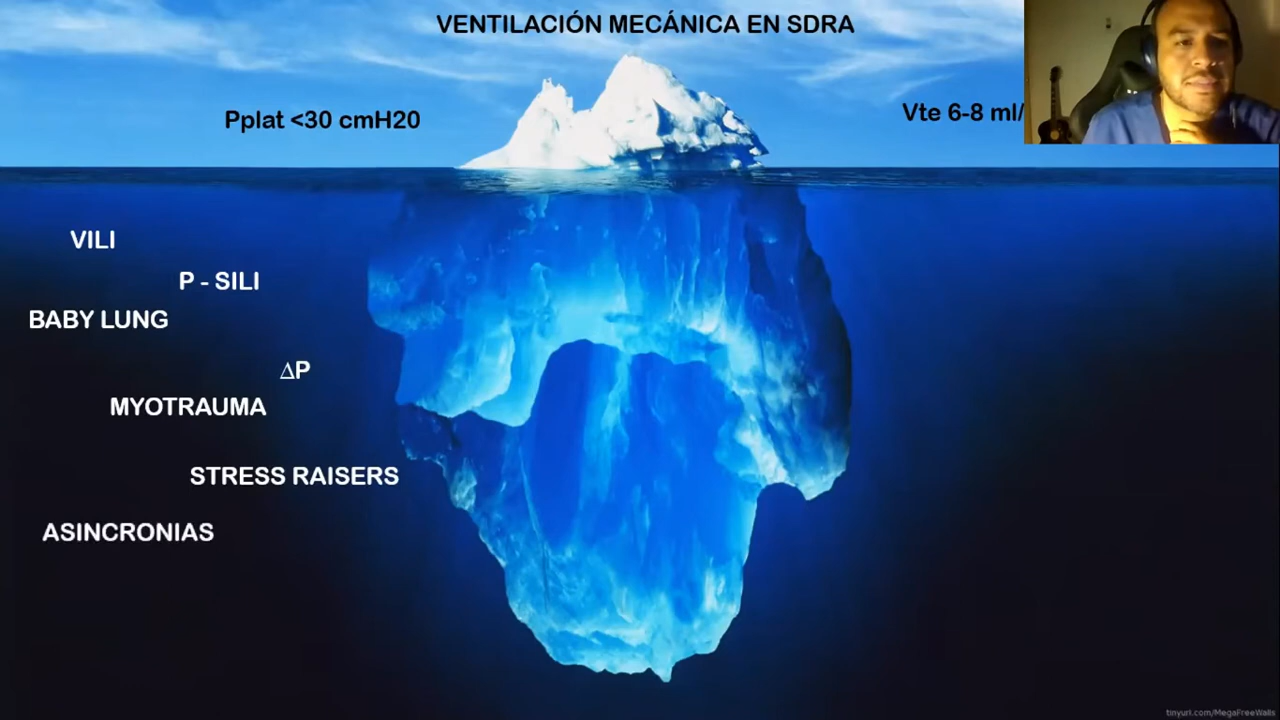 VENTILACIÓN MECÁNICA EN SDRA
Pplat <30 cmH20
Vte 6-8 ml/
VILI
P - SILI
BABY LUNG
∆P
MYOTRAUMA
STRESS RAISERS
ASINCRONIAS
tinyurl.com/MegaFreeWalls